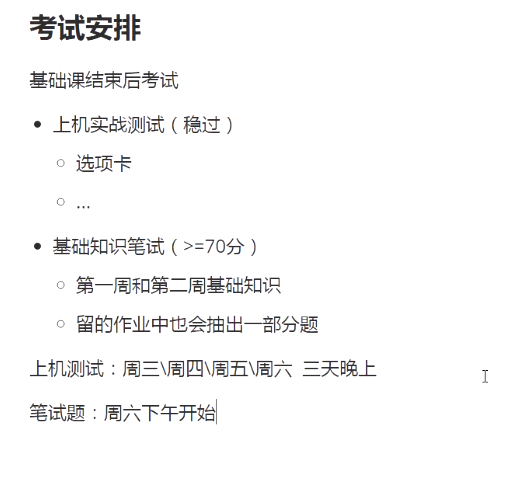 考试安排
基础课结束后考试
上机实战测试（稳过）
选项卡
...
基础知识笔试（>=70分）
第一周和第二周基础知识
留的作业中也会抽出一部分题
上机测试：周三\周四\周五\周六 三天晚上
笔试题：周六下午开始